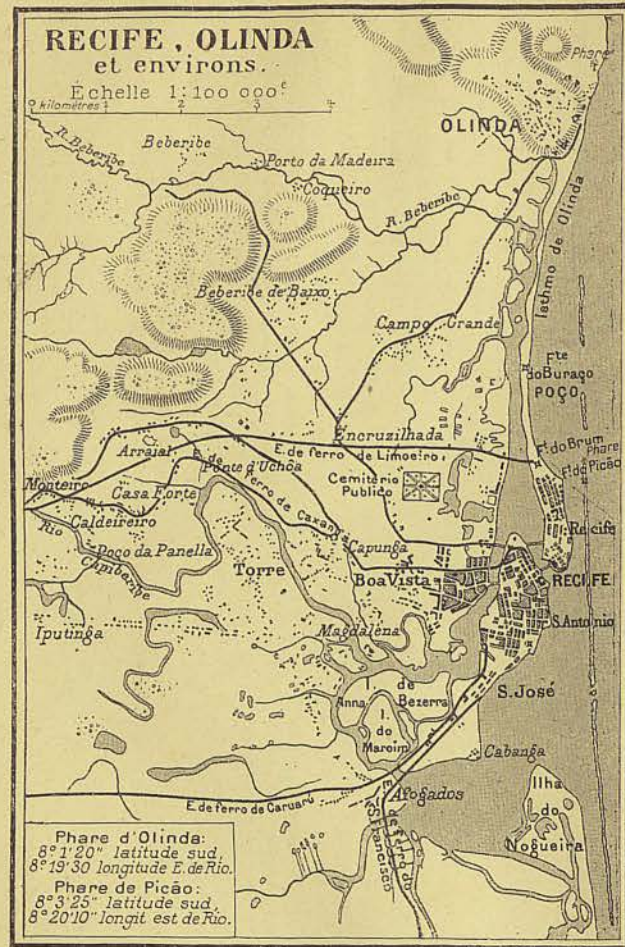 RECIFE, OLINDA
et environs.
Échelle 1:100 000e
0 kilomètres 1 2 3 4
Phare
OLINDA
R. Beberibe
Beberibe
Porto da Madeira
Coqueiro
R. Beberibe
Isthmo de Olinda
Beberibe de Baixo
Campo Grande
Fte
do Buraço
POÇO
Encruzilhada
E. de ferro de Limoeiro
Ft do Brum
Phare
Ft do Picão
Arraial
Ponte d'Uchôa
E. de ferro de Caxanga
Cemiterio
Publico
Monteiro
Casa Forte
Caldeireiro
Rio
Capibaribe
Poço da Panella
Capunga
Recife
Torre
Boa Vista
RECIFE
Iputinga
Magdalena
S. Antonio
I. de
Anna Bezerra
I.
do
Maroim
S. José
Cabanga
Afogados
E. de ferro de Caruarú
E. de ferro do
S. Francisco
Ilha
do
Nogueira
Phare d'Olinda:
8° 1' 20" latitude sud,
8° 19' 30 longitude E. de Rio.
Phare de Picão:
8° 3' 25" latitude sud,
8° 20' 10" longit est de Rio.